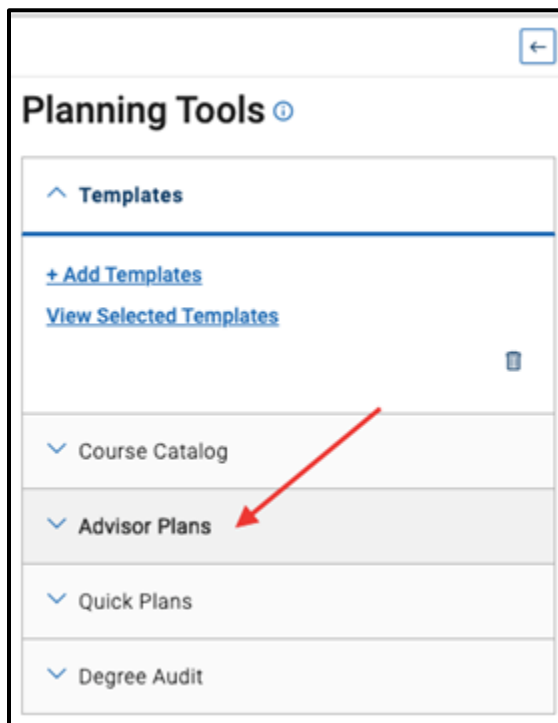 Planning Tools
Templates
+ Add Templates
View Selected Templates
Course Catalog
Advisor Plans
Quick Plans
Degree Audit